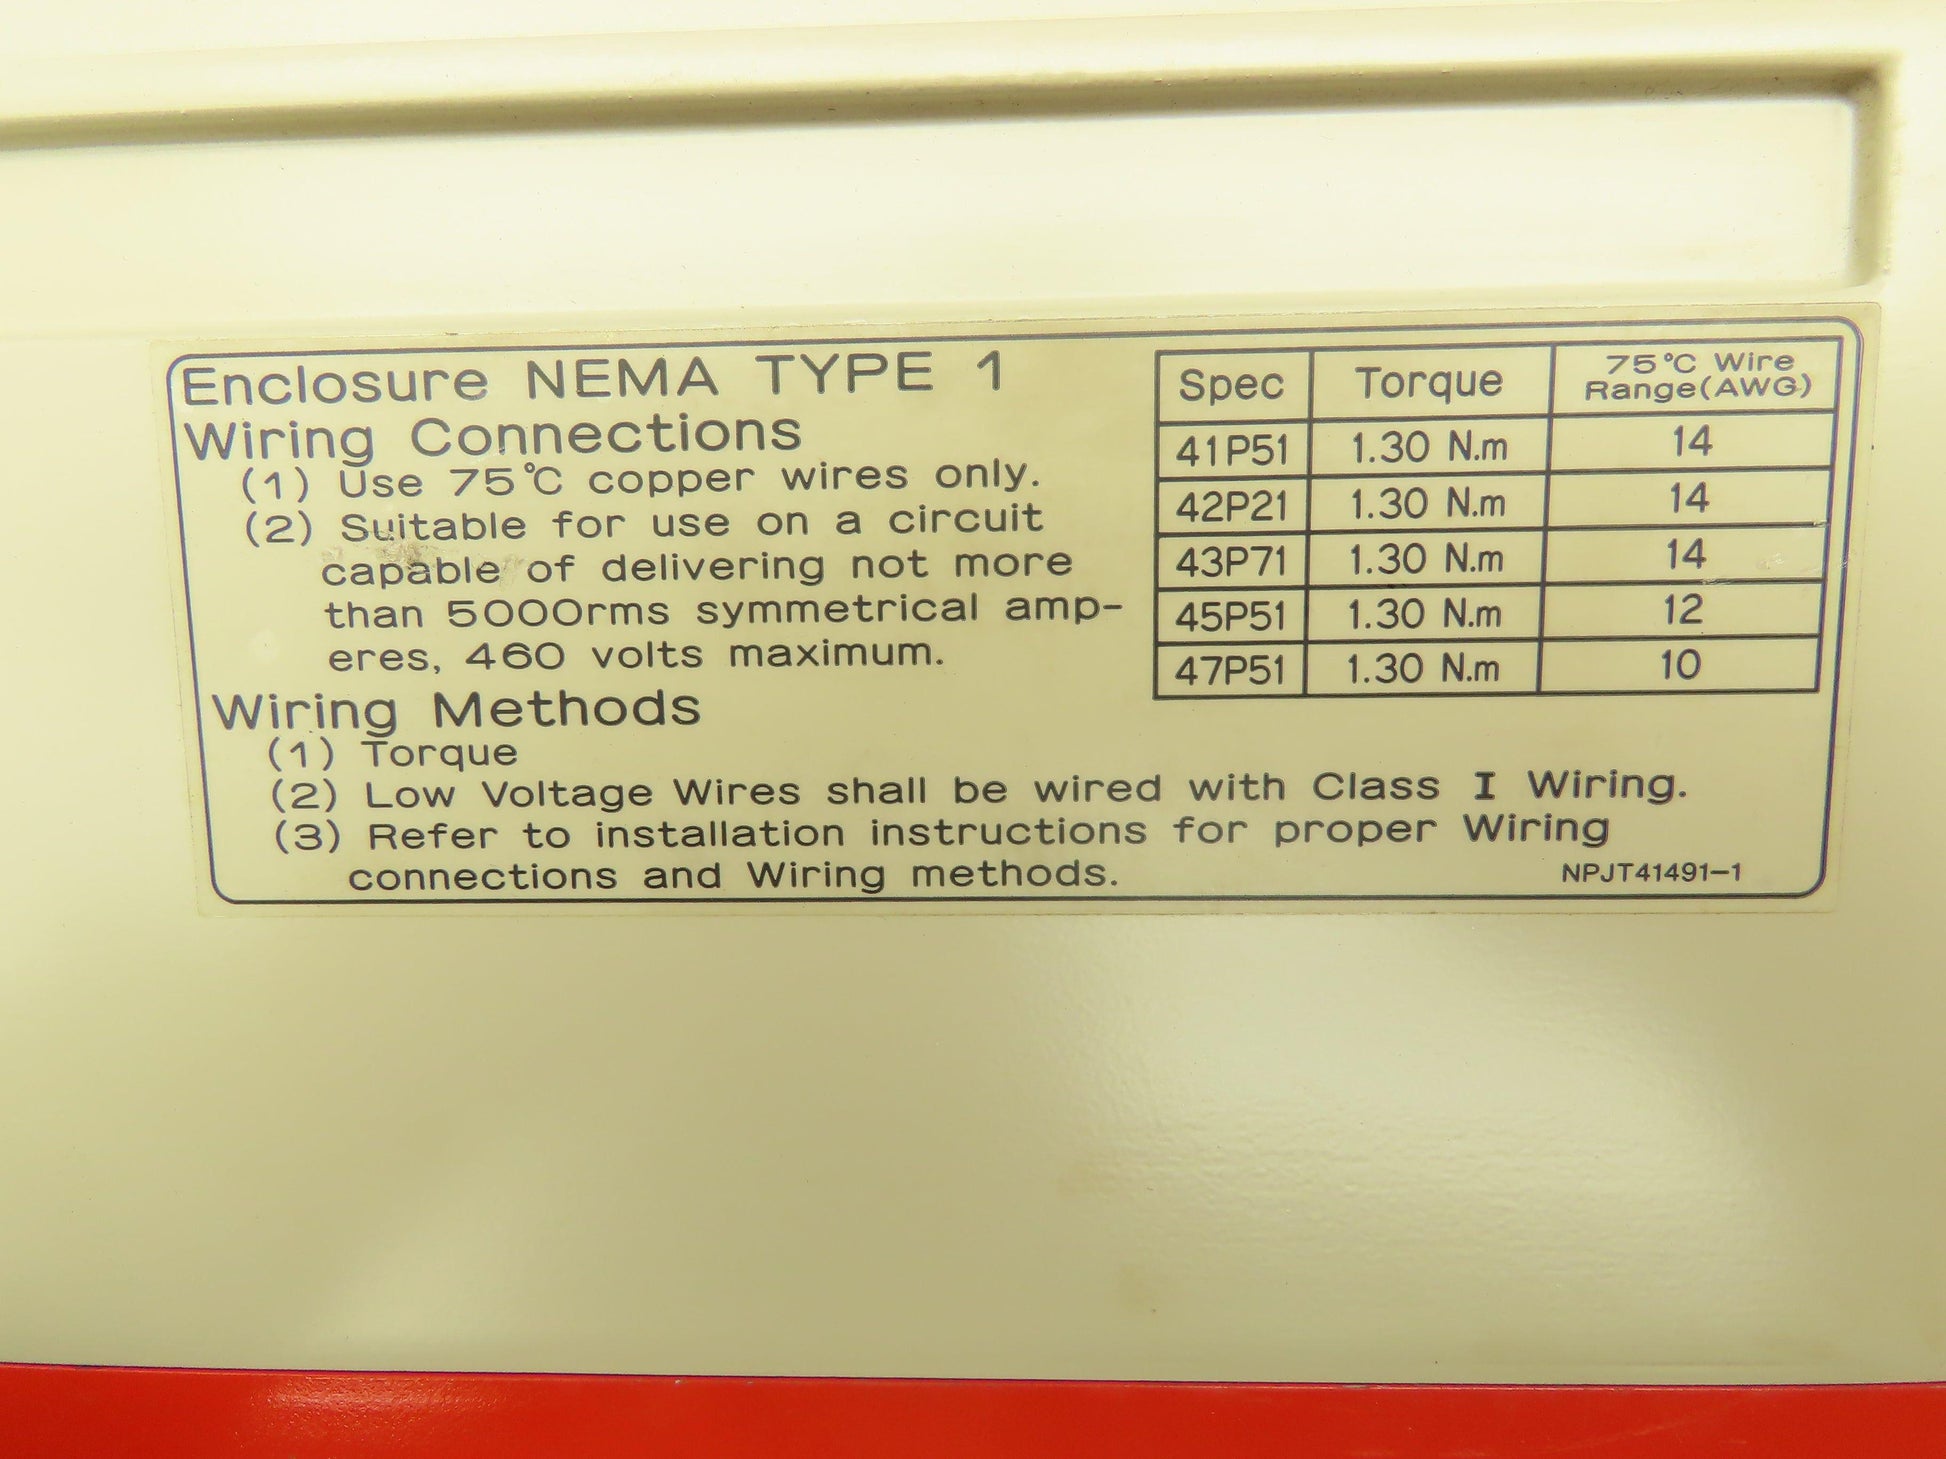 Enclosure NEMA TYPE 1
Wiring Connections
(1) Use 75°C copper wires only.
(2) Suitable for use on a circuit
capable of delivering not more
than 5000rms symmetrical amp-
eres, 460 volts maximum.
Wiring Methods
(1) Torque
(2) Low Voltage Wires shall be wired with Class I Wiring.
(3) Refer to installation instructions for proper Wiring
connections and Wiring methods.
NPJT41491-1
Spec Torque 75°C Wire
Range(AWG)
41P51 1.30 N.m 14
42P21 1.30 N.m 14
43P71 1.30 N.m 14
45P51 1.30 N.m 12
47P51 1.30 N.m 10